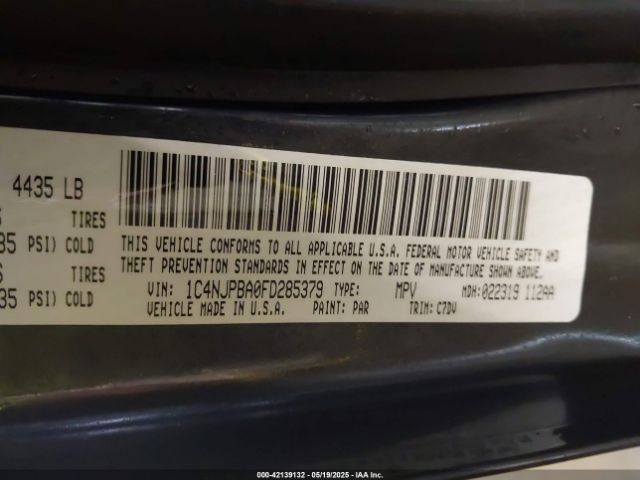 4435 LB
TIRES
35 PSI) COLD
TIRES
35 PSI) COLD
THIS VEHICLE CONFORMS TO ALL APPLICABLE U.S.A. FEDERAL MOTOR VEHICLE SAFETY AND
THEFT PREVENTION STANDARDS IN EFFECT ON THE DATE OF MANUFACTURE SHOWN ABOVE.
VIN: 1C4NJPBA0FD285379 TYPE: MPV MDH: 022319 112AA
VEHICLE MADE IN U.S.A. PAINT: PAR TRIM: C7DV
000-42139132 - 05/19/2025 - IAA Inc.